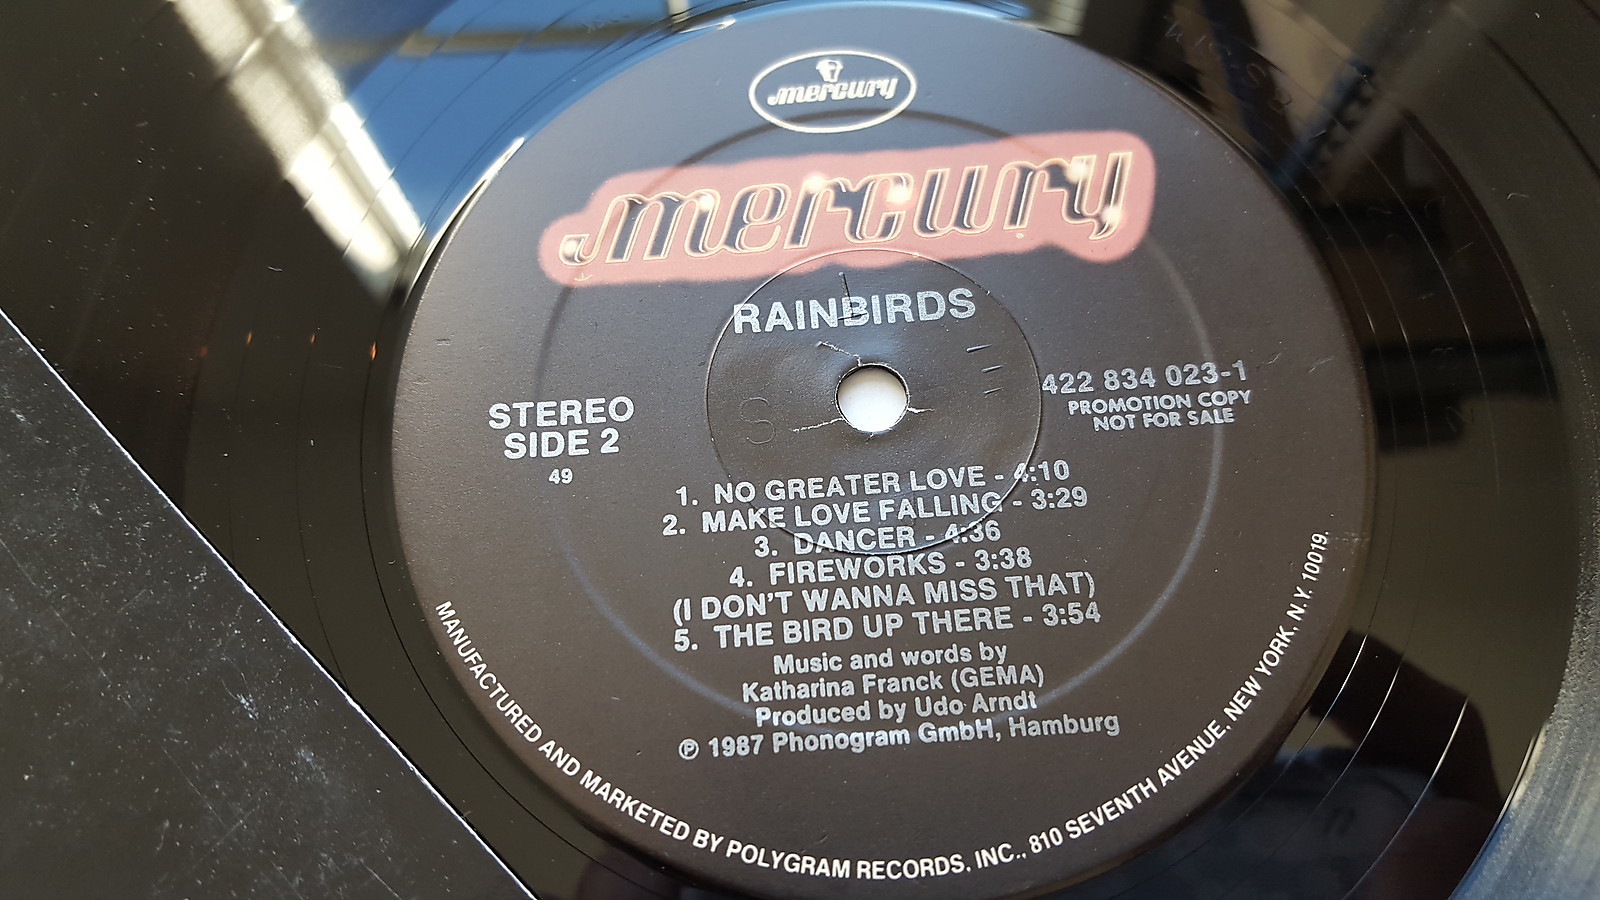 mercury
mercury
RAINBIRDS
STEREO
SIDE 2
49
422 834 023-1
PROMOTION COPY
NOT FOR SALE
1. NO GREATER LOVE - 4:10
2. MAKE LOVE FALLING - 3:29
3. DANCER - 4:36
4. FIREWORKS - 3:38
(I DON'T WANNA MISS THAT)
5. THE BIRD UP THERE - 3:54
Music and words by
Katharina Franck (GEMA)
Produced by Udo Arndt
℗ 1987 Phonogram GmbH, Hamburg
MANUFACTURED AND MARKETED BY POLYGRAM RECORDS, INC., 810 SEVENTH AVENUE, NEW YORK, N.Y. 10019.